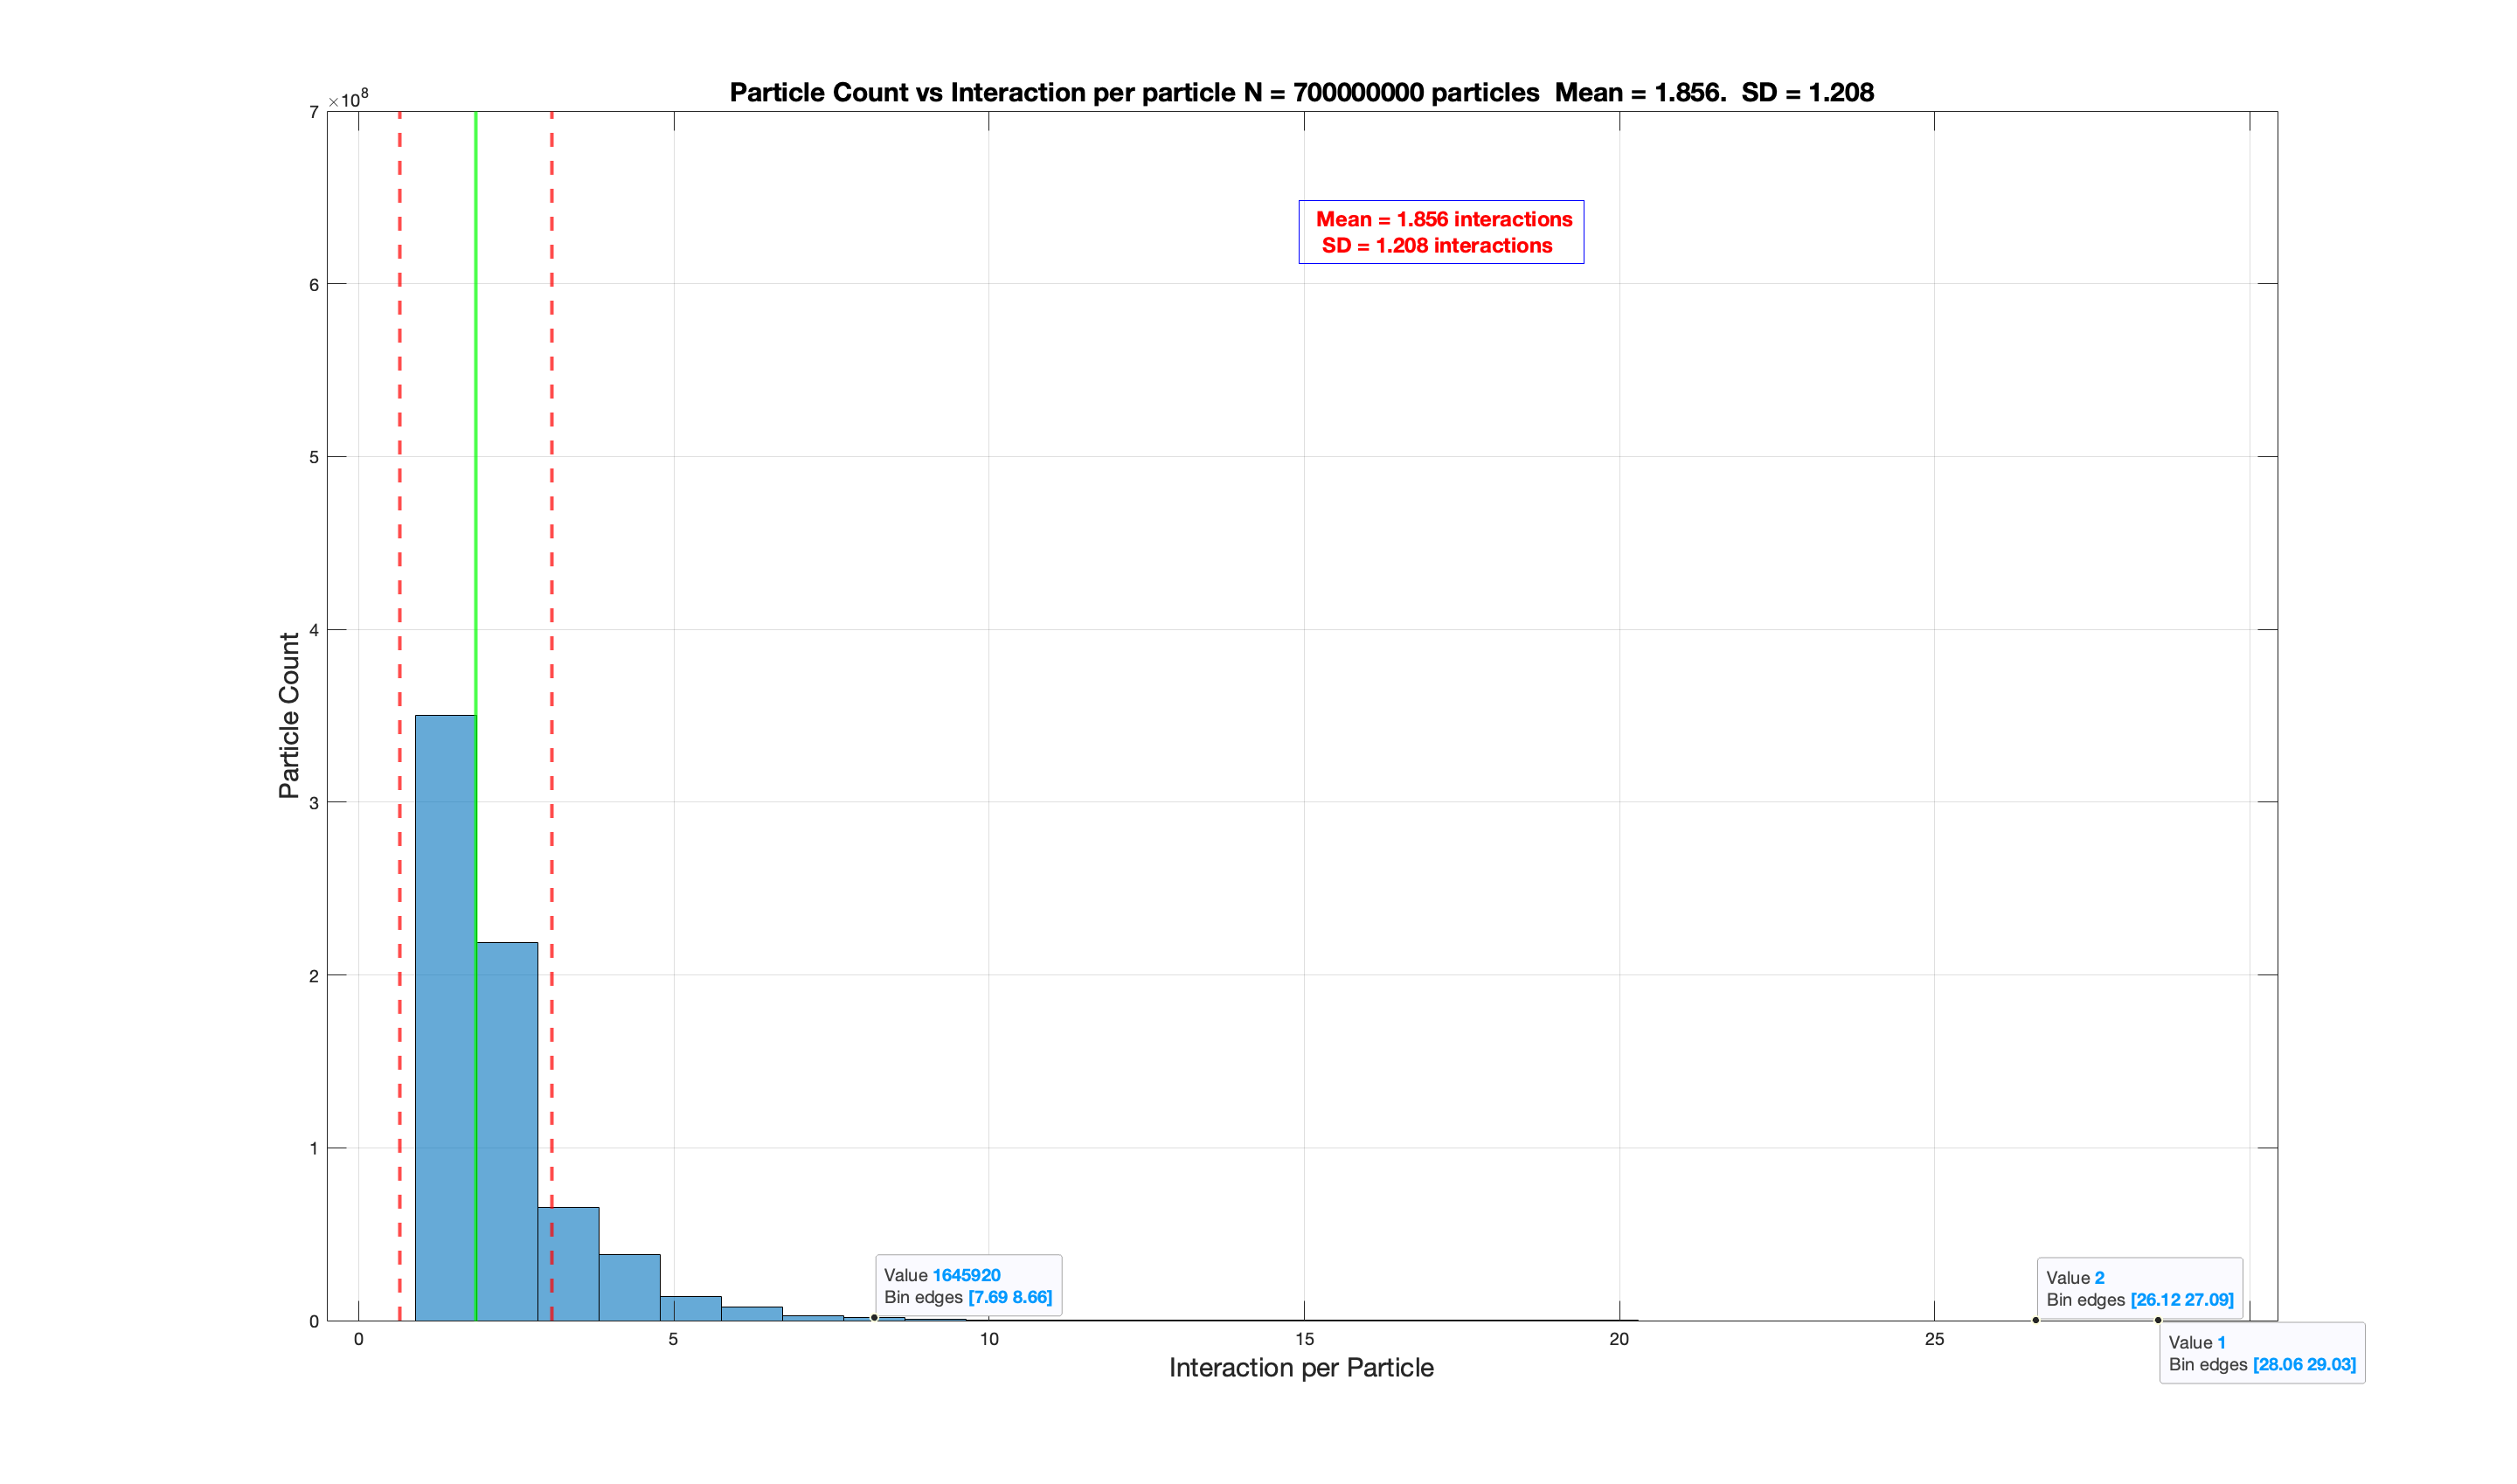 Particle Count vs Interaction per particle N = 700000000 particles  Mean = 1.856.  SD = 1.208
×10^8
7
6
5
4
3
2
1
0
Particle Count
Mean = 1.856 interactions
SD = 1.208 interactions
Value 1645920
Bin edges [7.69 8.66]
Value 2
Bin edges [26.12 27.09]
Value 1
Bin edges [28.06 29.03]
0 5 10 15 20 25
Interaction per Particle